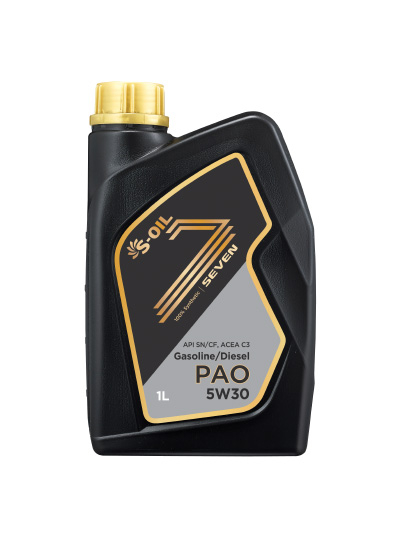 S-OIL
7
SEVEN
100% Synthetic
API SN/CF, ACEA C3
Gasoline/Diesel
PAO
1L
5W30